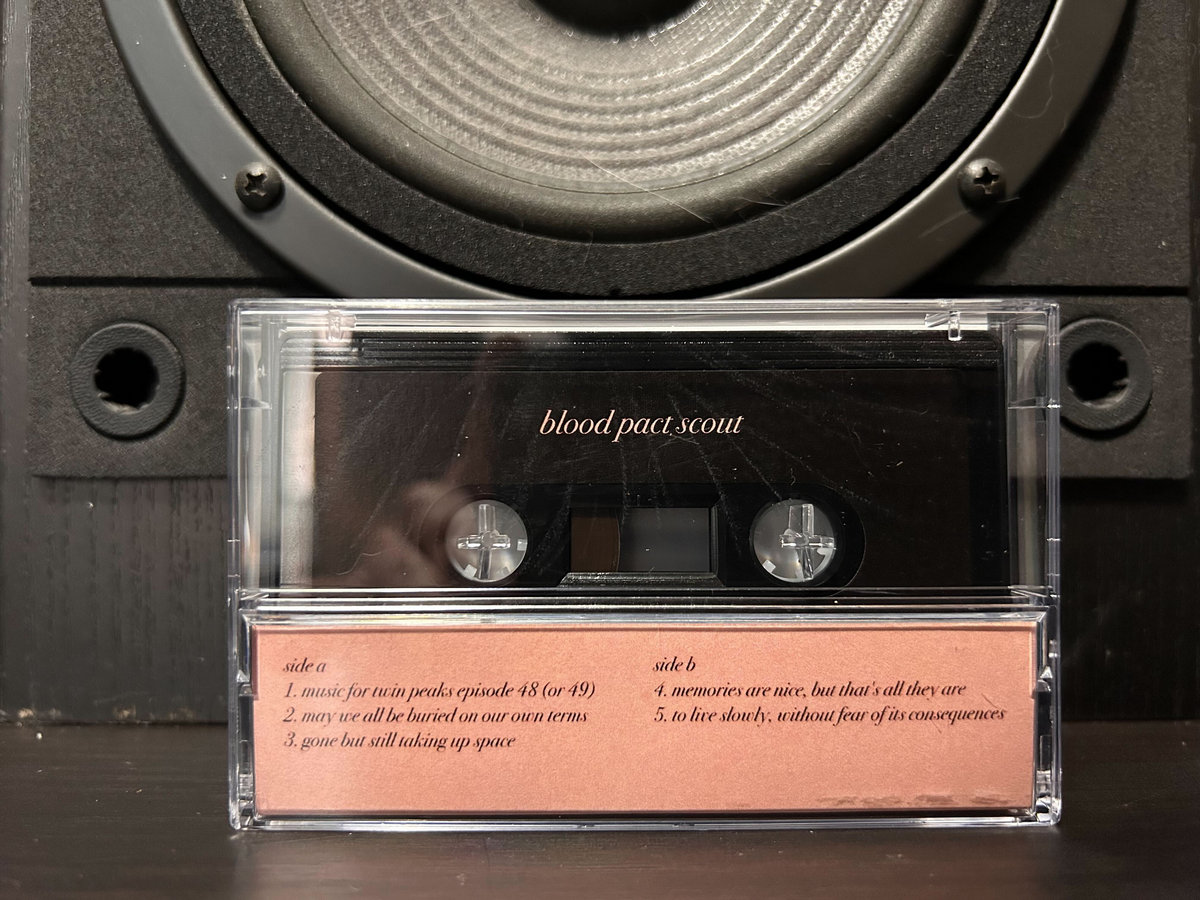 blood pact scout
side a
1. music for twin peaks episode 48 (or 49)
2. may we all be buried on our own terms
3. gone but still taking up space
side b
4. memories are nice, but that's all they are
5. to live slowly, without fear of its consequences